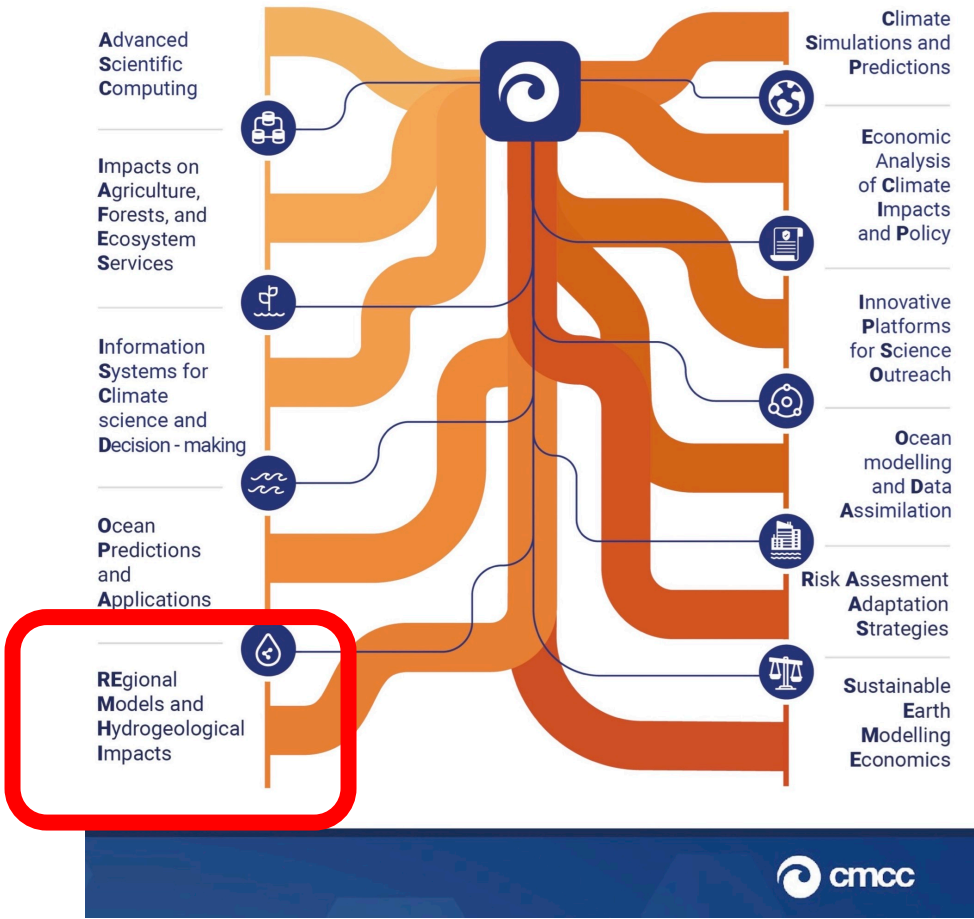 Advanced
Scientific
Computing
Impacts on
Agriculture,
Forests, and
Ecosystem
Services
Information
Systems for
Climate
science and
Decision - making
Ocean
Predictions
and
Applications
REgional
Models and
Hydrogeological
Impacts
Climate
Simulations and
Predictions
Economic
Analysis
of Climate
Impacts
and Policy
Innovative
Platforms
for Science
Outreach
Ocean
modelling
and Data
Assimilation
Risk Assesment
Adaptation
Strategies
Sustainable
Earth
Modelling
Economics
cmcc